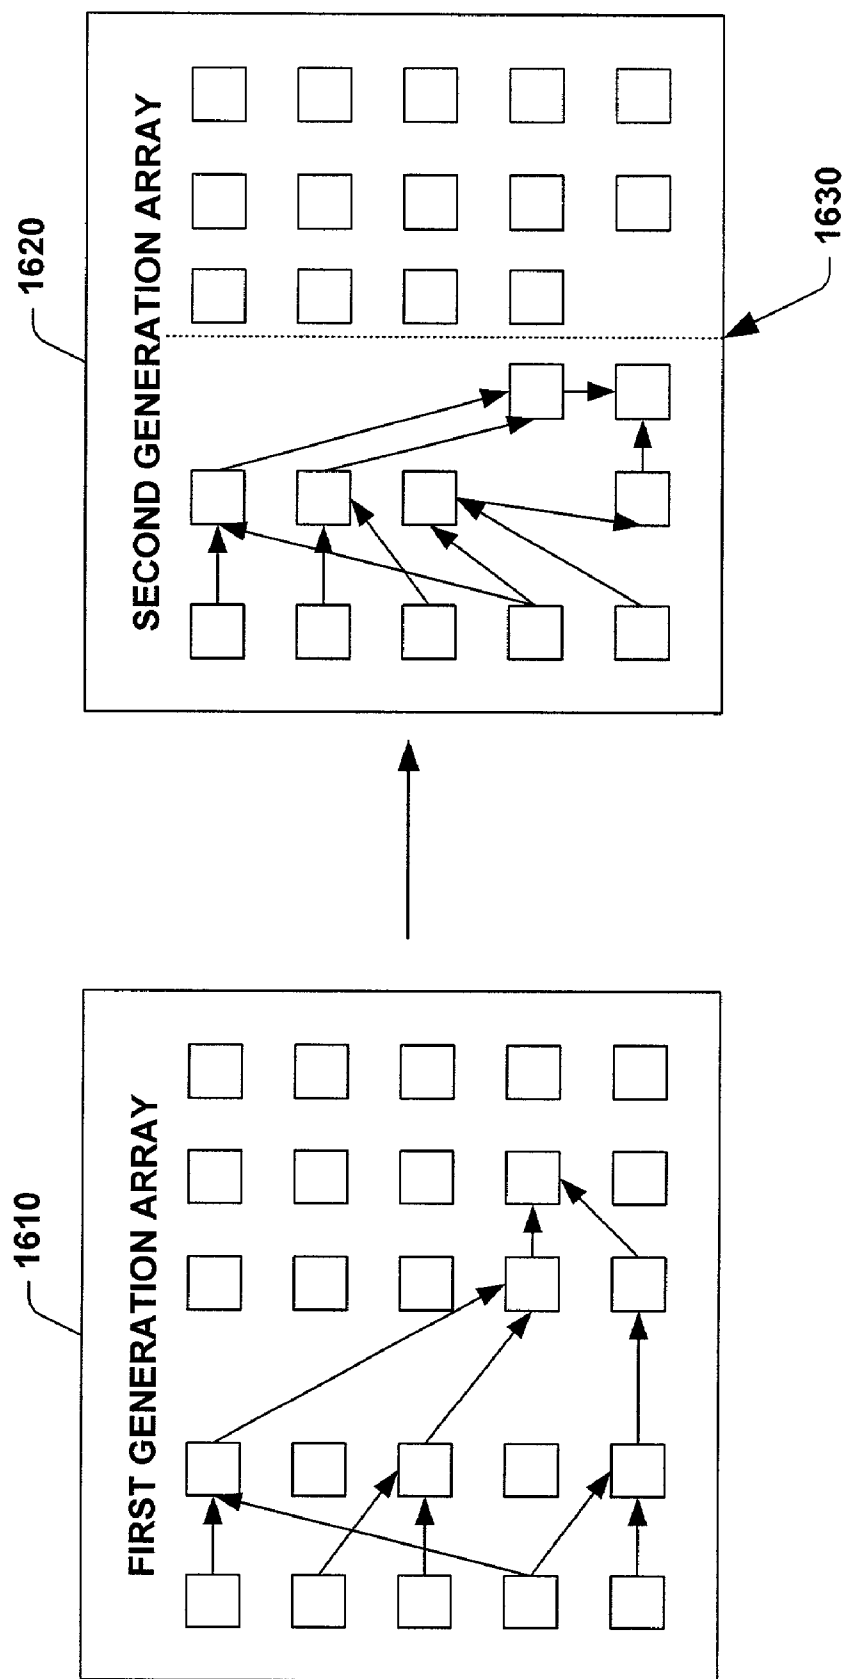 1610
FIRST GENERATION ARRAY
1620
SECOND GENERATION ARRAY
1630